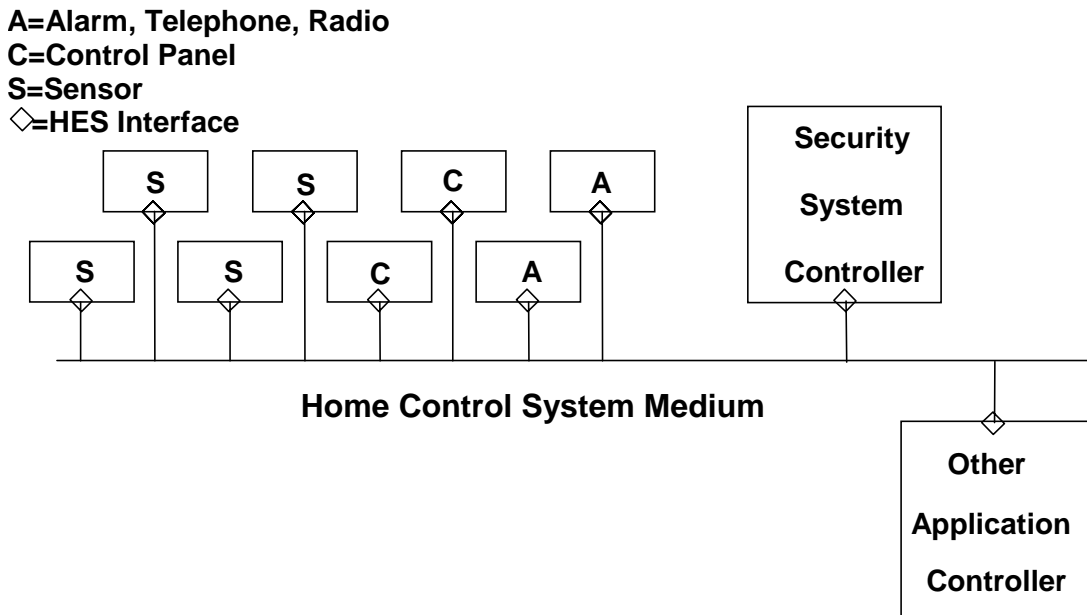 A=Alarm, Telephone, Radio
C=Control Panel
S=Sensor
◇=HES Interface
S
S
C
A
S
S
C
A
Security
System
Controller
Home Control System Medium
Other
Application
Controller